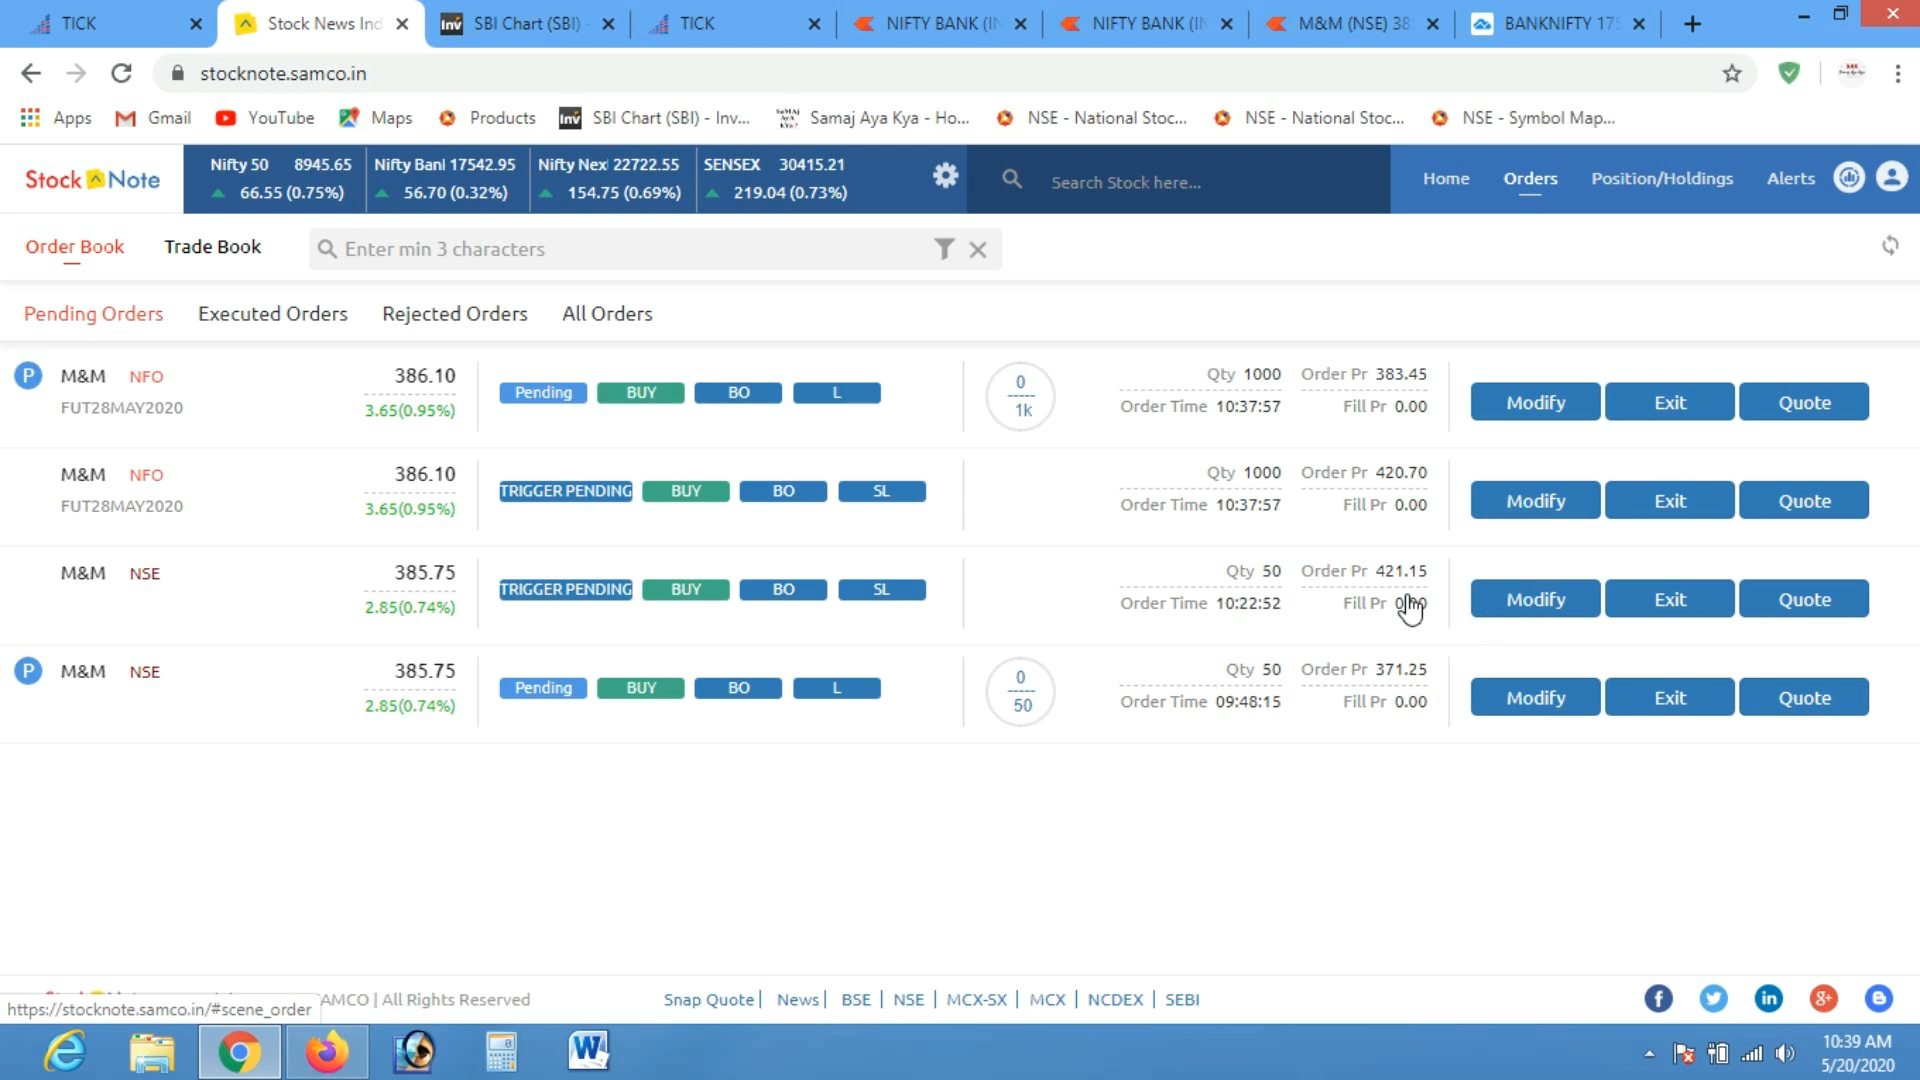 TICK
Stock News Ind
SBI Chart (SBI) -
TICK
NIFTY BANK (IN
NIFTY BANK (IN
M&M (NSE) 38
BANKNIFTY 175
stocknote.samco.in
Apps
Gmail
YouTube
Maps
Products
SBI Chart (SBI) - Inv...
Samaj Aya Kya - Ho...
NSE - National Stoc...
NSE - National Stoc...
NSE - Symbol Map...
Stock Note
Nifty 50 8945.65
66.55 (0.75%)
Nifty Banl 17542.95
56.70 (0.32%)
Nifty Nexl 22722.55
154.75 (0.69%)
SENSEX 30415.21
219.04 (0.73%)
Search Stock here...
Home
Orders
Position/Holdings
Alerts
Order Book
Trade Book
Enter min 3 characters
Pending Orders
Executed Orders
Rejected Orders
All Orders
P M&M NFO 386.10
FUT28MAY2020 3.65(0.95%)
Pending BUY BO L
0
1k
Qty 1000 Order Pr 383.45
Order Time 10:37:57 Fill Pr 0.00
Modify Exit Quote
M&M NFO 386.10
FUT28MAY2020 3.65(0.95%)
TRIGGER PENDING BUY BO SL
Qty 1000 Order Pr 420.70
Order Time 10:37:57 Fill Pr 0.00
Modify Exit Quote
M&M NSE 385.75
2.85(0.74%)
TRIGGER PENDING BUY BO SL
Qty 50 Order Pr 421.15
Order Time 10:22:52 Fill Pr
Modify Exit Quote
P M&M NSE 385.75
2.85(0.74%)
Pending BUY BO L
0
50
Qty 50 Order Pr 371.25
Order Time 09:48:15 Fill Pr 0.00
Modify Exit Quote
AMCO | All Rights Reserved
Snap Quote | News | BSE | NSE | MCX-SX | MCX | NCDEX | SEBI
https://stocknote.samco.in/#scene_order
10:39 AM
5/20/2020